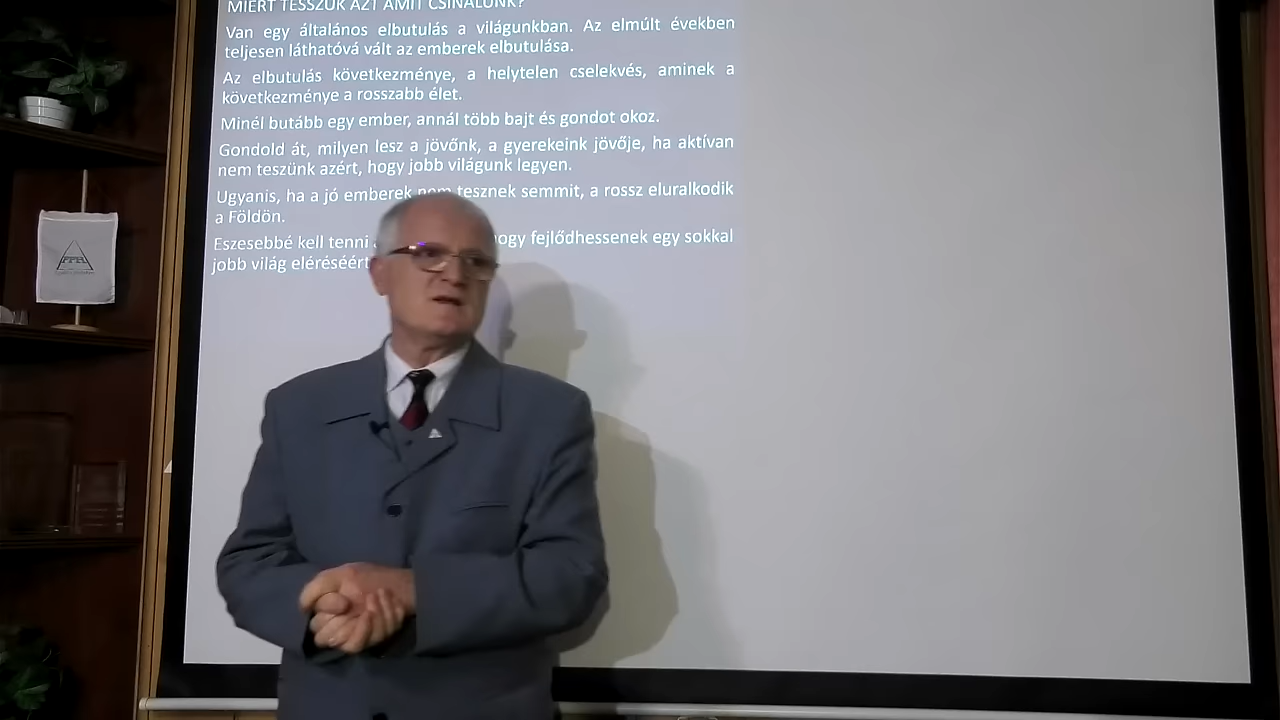 MIÉRT TESSZÜK AZT AMIT CSINÁLUNK?
Van egy általános elbutulás a világunkban. Az elmúlt években
teljesen láthatóvá vált az emberek elbutulása.
Az elbutulás következménye, a helytelen cselekvés, aminek a
következménye a rosszabb élet.
Minél butább egy ember, annál több bajt és gondot okoz.
Gondold át, milyen lesz a jövőnk, a gyerekeink jövője, ha aktívan
nem teszünk azért, hogy jobb világunk legyen.
Ugyanis, ha a jó emberek nem tesznek semmit, a rossz eluralkodik
a Földön.
Eszesebbé kell tenni hogy fejlődhessenek egy sokkal
jobb világ eléréséért